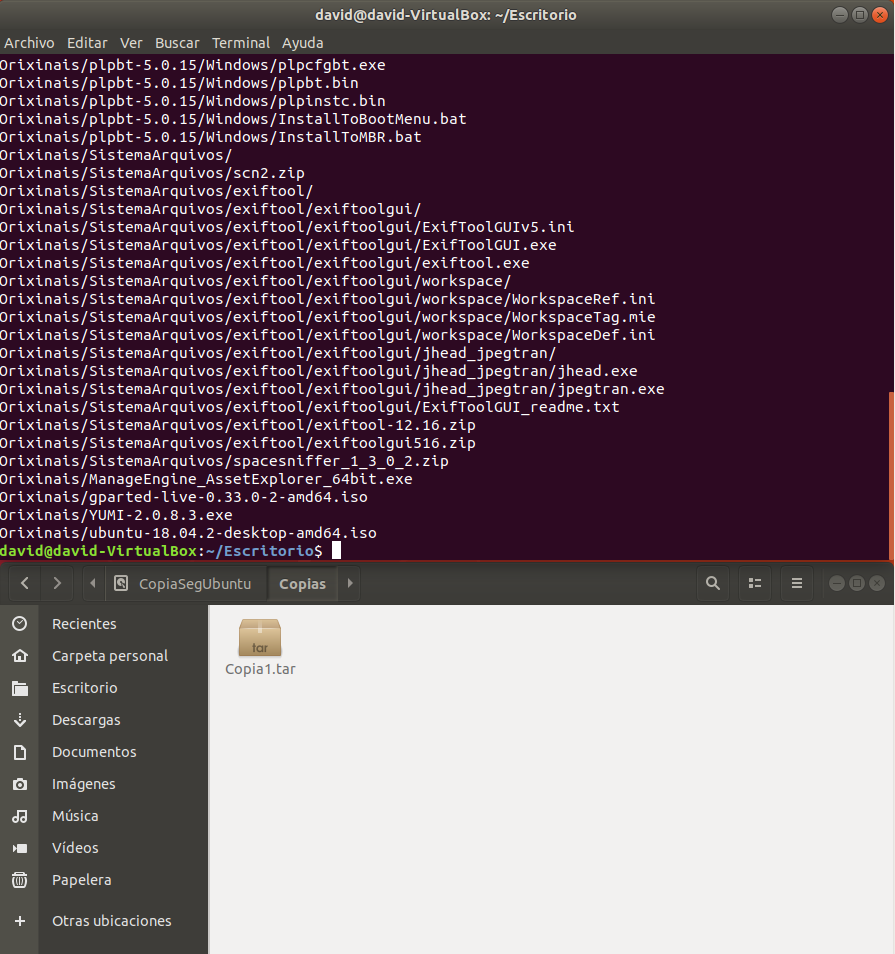 david@david-VirtualBox: ~/Escritorio
Archivo Editar Ver Buscar Terminal Ayuda
Orixinais/plpbt-5.0.15/Windows/plpcfgbt.exe
Orixinais/plpbt-5.0.15/Windows/plpbt.bin
Orixinais/plpbt-5.0.15/Windows/plpinstc.bin
Orixinais/plpbt-5.0.15/Windows/InstallToBootMenu.bat
Orixinais/plpbt-5.0.15/Windows/InstallToMBR.bat
Orixinais/SistemaArquivos/
Orixinais/SistemaArquivos/scn2.zip
Orixinais/SistemaArquivos/exiftool/
Orixinais/SistemaArquivos/exiftool/exiftoolgui/
Orixinais/SistemaArquivos/exiftool/exiftoolgui/ExifToolGUIv5.ini
Orixinais/SistemaArquivos/exiftool/exiftoolgui/ExifToolGUI.exe
Orixinais/SistemaArquivos/exiftool/exiftoolgui/exiftool.exe
Orixinais/SistemaArquivos/exiftool/exiftoolgui/workspace/
Orixinais/SistemaArquivos/exiftool/exiftoolgui/workspace/WorkspaceRef.ini
Orixinais/SistemaArquivos/exiftool/exiftoolgui/workspace/WorkspaceTag.mie
Orixinais/SistemaArquivos/exiftool/exiftoolgui/workspace/WorkspaceDef.ini
Orixinais/SistemaArquivos/exiftool/exiftoolgui/jhead_jpegtran/
Orixinais/SistemaArquivos/exiftool/exiftoolgui/jhead_jpegtran/jhead.exe
Orixinais/SistemaArquivos/exiftool/exiftoolgui/jhead_jpegtran/jpegtran.exe
Orixinais/SistemaArquivos/exiftool/exiftoolgui/ExifToolGUI_readme.txt
Orixinais/SistemaArquivos/exiftool/exiftool-12.16.zip
Orixinais/SistemaArquivos/exiftool/exiftoolgui516.zip
Orixinais/SistemaArquivos/spacesniffer_1_3_0_2.zip
Orixinais/ManageEngine_AssetExplorer_64bit.exe
Orixinais/gparted-live-0.33.0-2-amd64.iso
Orixinais/YUMI-2.0.8.3.exe
Orixinais/ubuntu-18.04.2-desktop-amd64.iso
david@david-VirtualBox:~/Escritorio$
CopiaSegUbuntu Copias
Recientes
Carpeta personal
Escritorio
Descargas
Documentos
Imágenes
Música
Vídeos
Papelera
Otras ubicaciones
tar
Copia1.tar